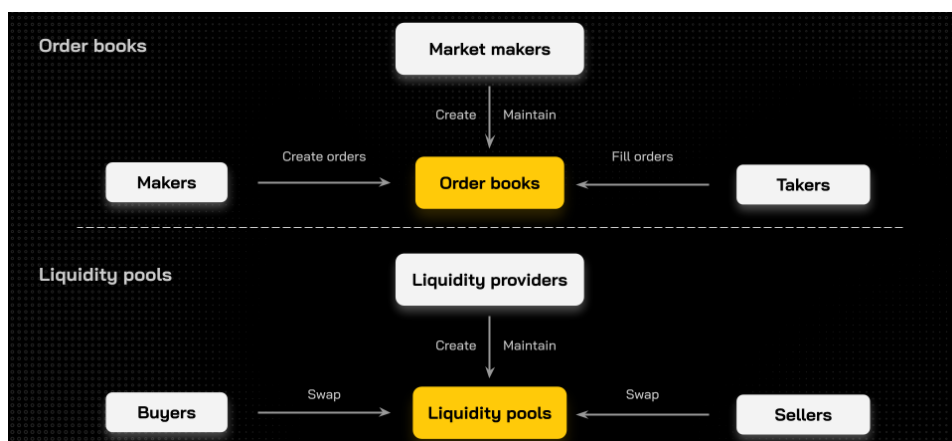 Order books
Market makers
Create Maintain
Makers
Create orders
Order books
Fill orders
Takers
Liquidity pools
Liquidity providers
Create Maintain
Buyers
Swap
Liquidity pools
Swap
Sellers